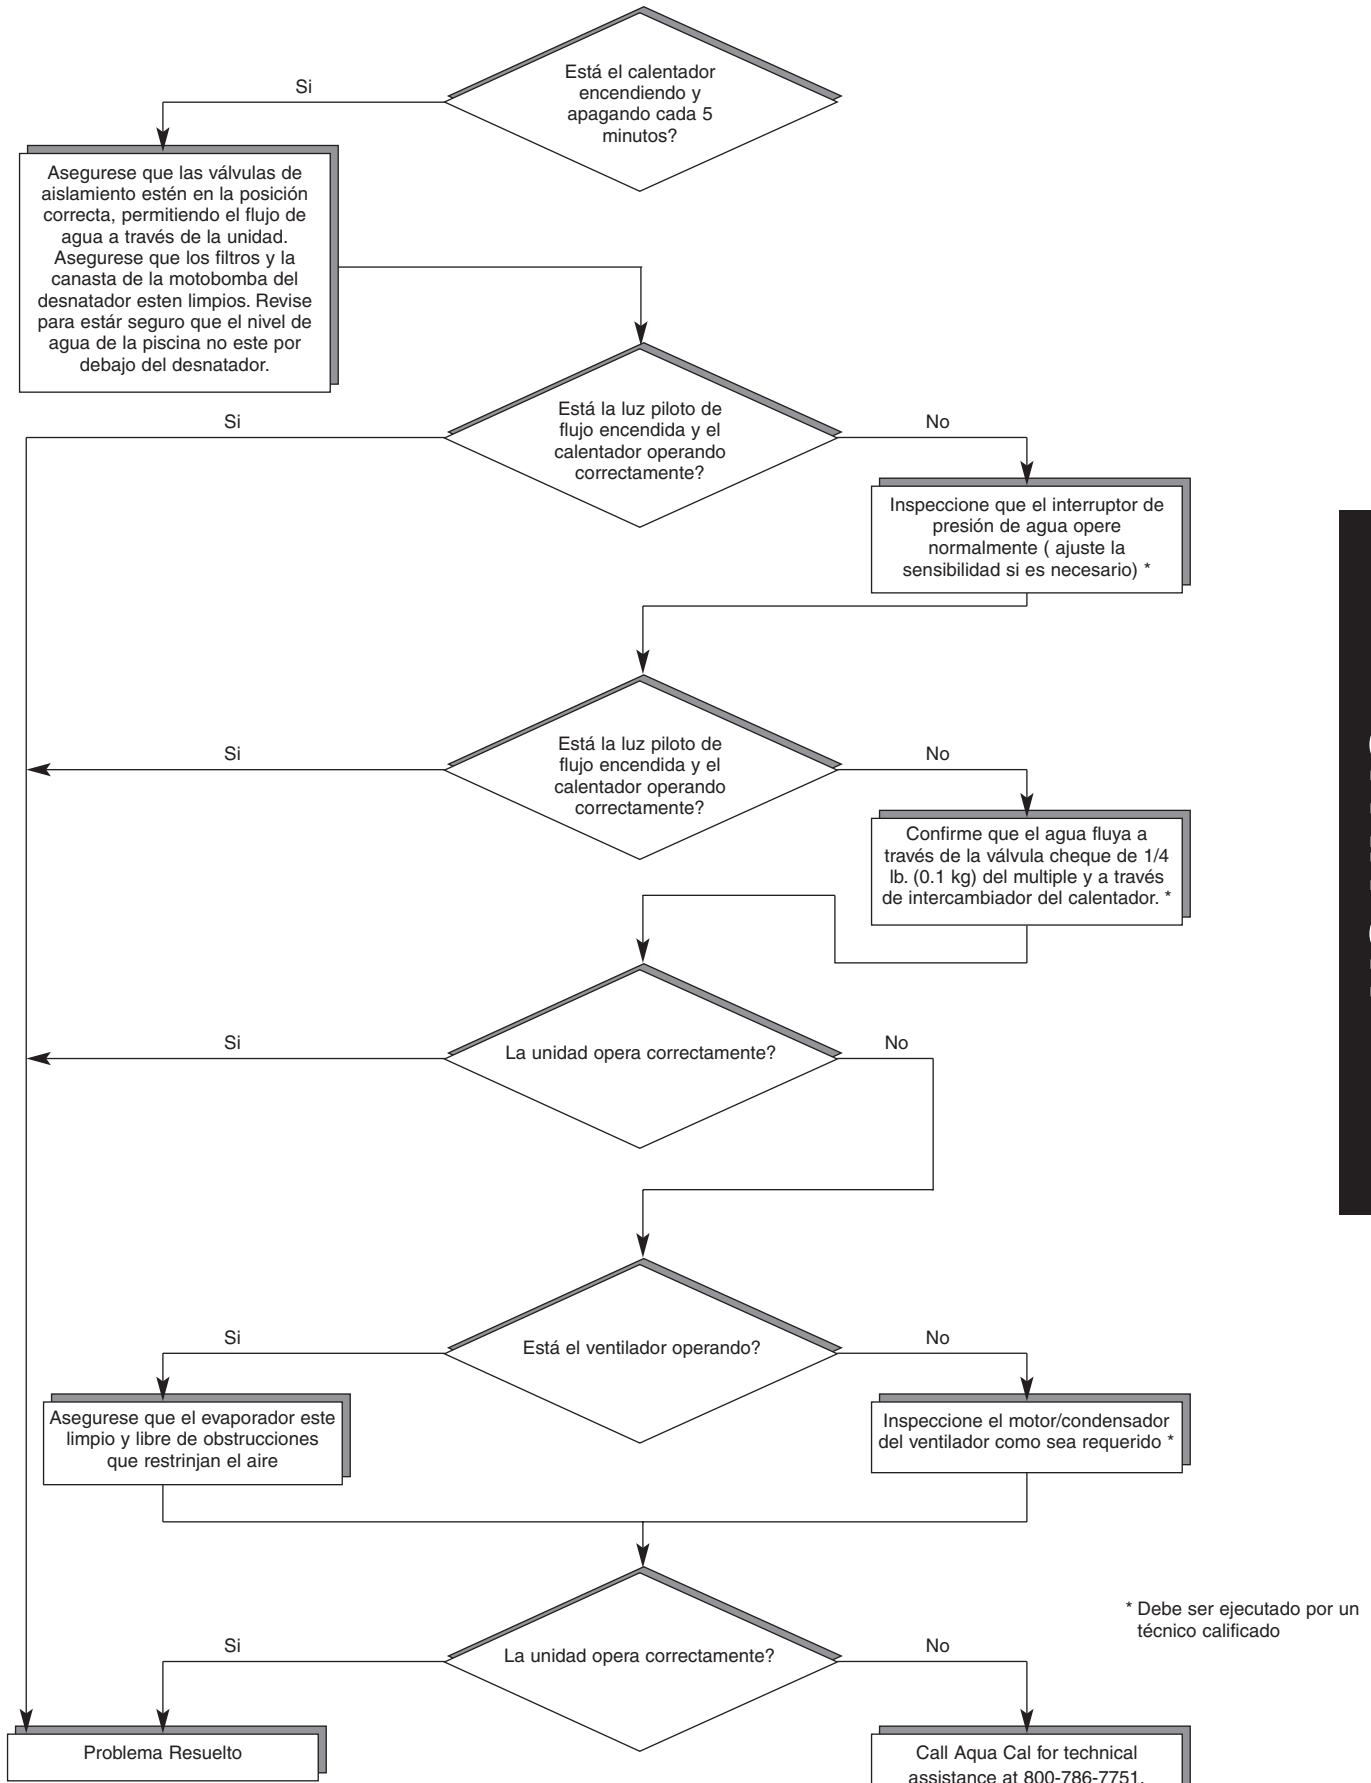 Está el calentador
encendiendo y
apagando cada 5
minutos?
Si
Asegurese que las válvulas de
aislamiento estén en la posición
correcta, permitiendo el flujo de
agua a través de la unidad.
Asegurese que los filtros y la
canasta de la motobomba del
desnatador esten limpios. Revise
para estár seguro que el nivel de
agua de la piscina no este por
debajo del desnatador.
Está la luz piloto de
flujo encendida y el
calentador operando
correctamente?
Si
No
Inspeccione que el interruptor de
presión de agua opere
normalmente ( ajuste la
sensibilidad si es necesario) *
Está la luz piloto de
flujo encendida y el
calentador operando
correctamente?
Si
No
Confirme que el agua fluya a
través de la válvula cheque de 1/4
lb. (0.1 kg) del multiple y a través
de intercambiador del calentador. *
La unidad opera correctamente?
Si
No
Está el ventilador operando?
Si
No
Asegurese que el evaporador este
limpio y libre de obstrucciones
que restrinjan el aire
Inspeccione el motor/condensador
del ventilador como sea requerido *
* Debe ser ejecutado por un
técnico calificado
La unidad opera correctamente?
Si
No
Problema Resuelto
Call Aqua Cal for technical
assistance at 800-786-7751.